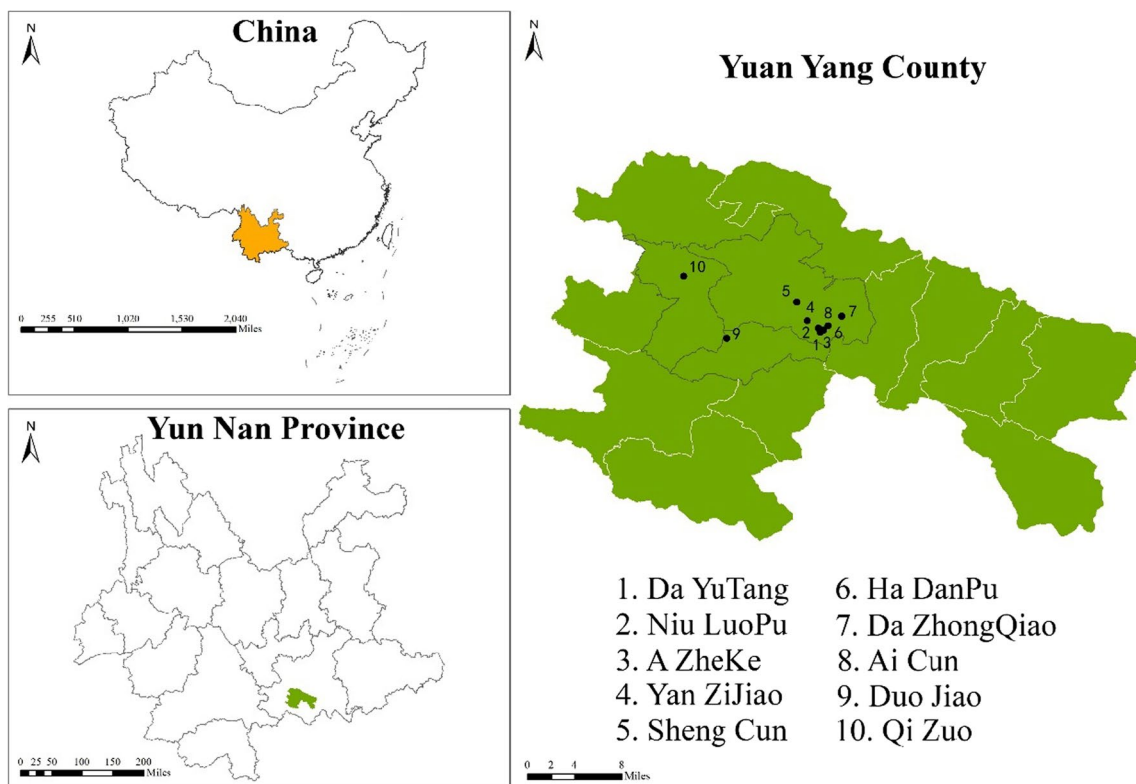 N
China
0 255 510 1,020 1,530 2,040
Miles
N
Yun Nan Province
0 25 50 100 150 200
Miles
N
Yuan Yang County
10
5
4
8
7
9
2
6
1
3
1. Da YuTang
2. Niu LuoPu
3. A ZheKe
4. Yan ZiJiao
5. Sheng Cun
6. Ha DanPu
7. Da ZhongQiao
8. Ai Cun
9. Duo Jiao
10. Qi Zuo
0 2 4 8
Miles